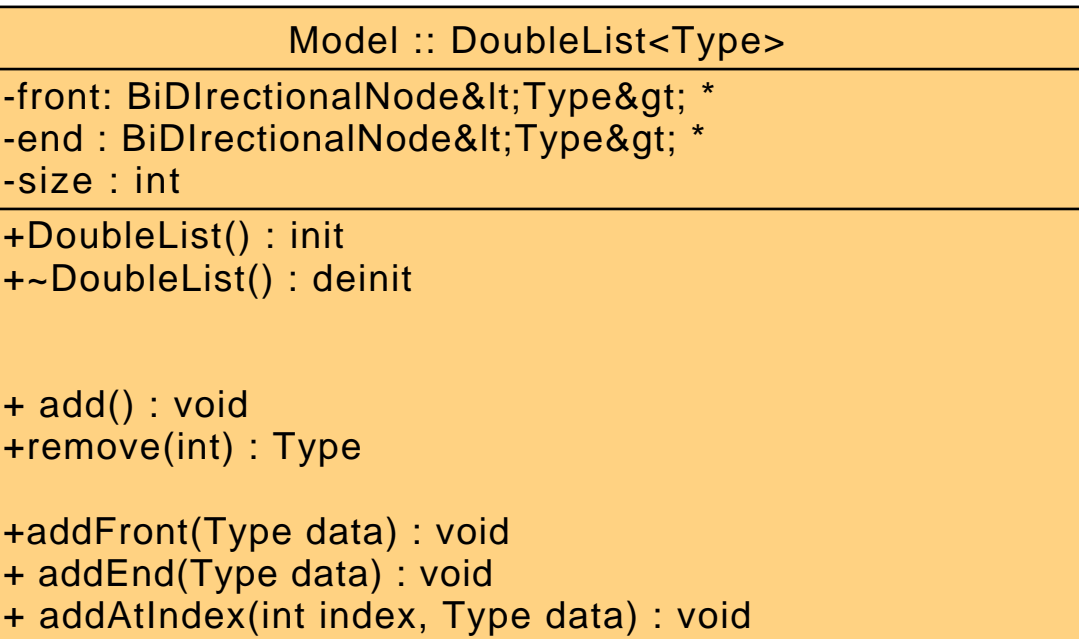 Model :: DoubleList<Type>
-front: BiDIrectionalNode&lt;Type&gt; *
-end : BiDIrectionalNode&lt;Type&gt; *
-size : int
+DoubleList() : init
+~DoubleList() : deinit
+ add() : void
+remove(int) : Type
+addFront(Type data) : void
+ addEnd(Type data) : void
+ addAtIndex(int index, Type data) : void